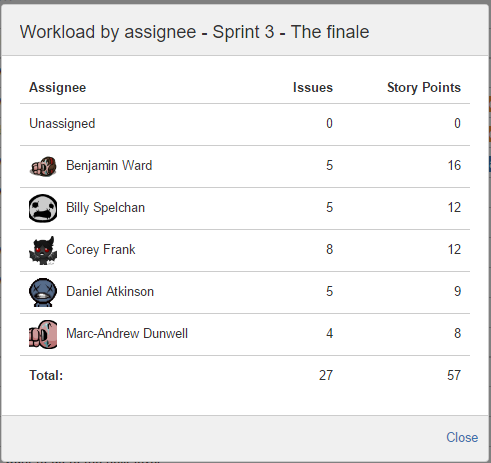 Workload by assignee - Sprint 3 - The finale
Assignee Issues Story Points
Unassigned 0 0
Benjamin Ward 5 16
Billy Spelchan 5 12
Corey Frank 8 12
Daniel Atkinson 5 9
Marc-Andrew Dunwell 4 8
Total: 27 57
Close